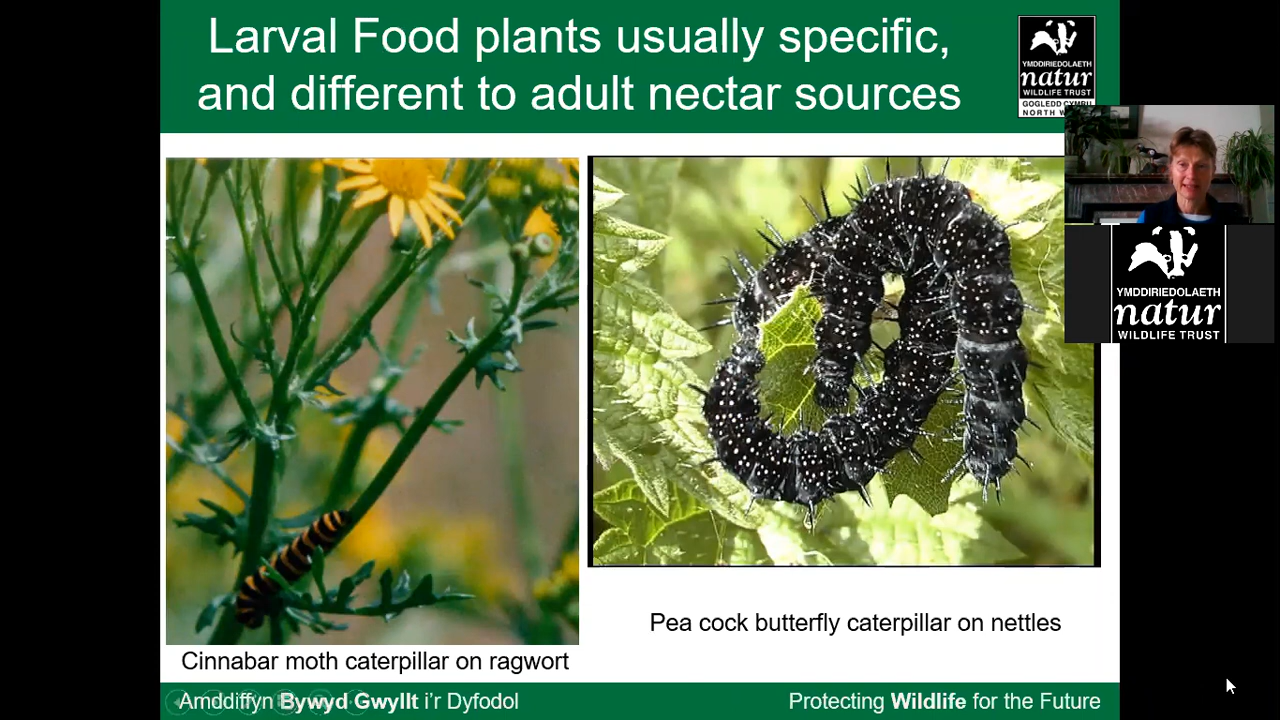 Larval Food plants usually specific,
and different to adult nectar sources
YMDDIRIEDOLAETH
natur
WILDLIFE TRUST
GOGLEDD CYMRU
NORTH W
YMDDIRIEDOLAETH
natur
WILDLIFE TRUST
Pea cock butterfly caterpillar on nettles
Cinnabar moth caterpillar on ragwort
Amddiffyn Bywyd Gwyllt i'r Dyfodol
Protecting Wildlife for the Future